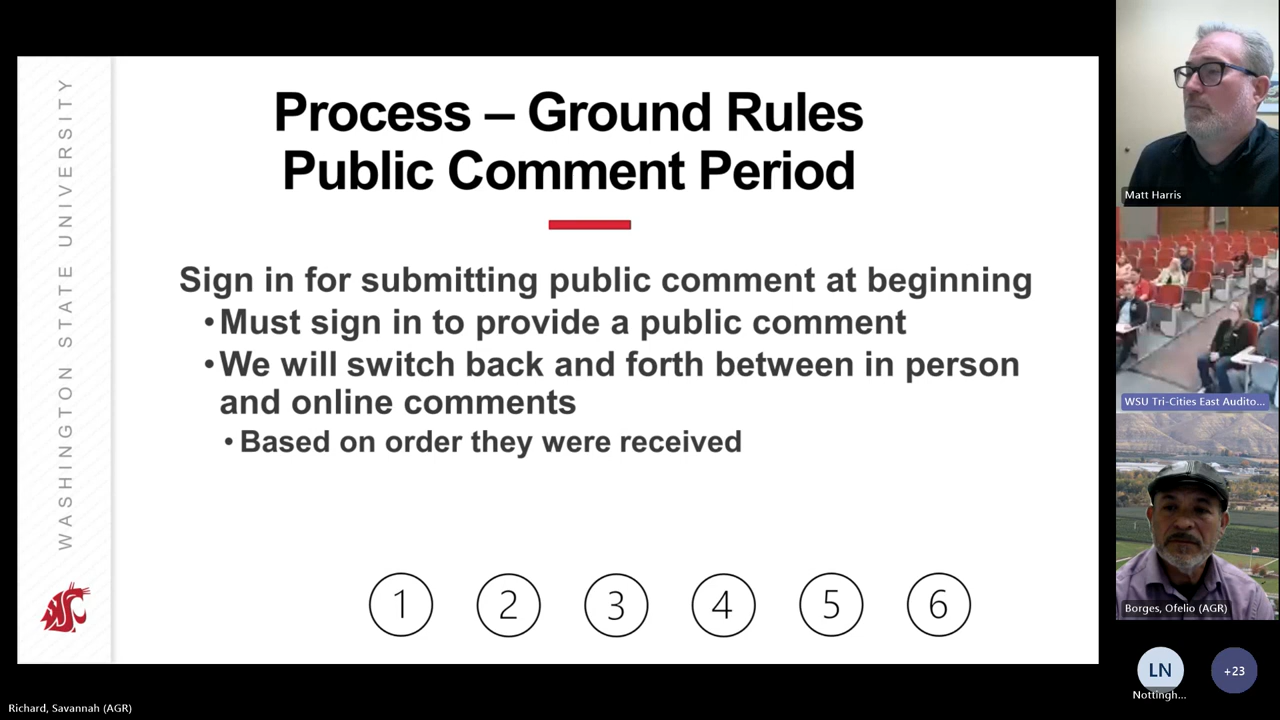 Process – Ground Rules
Public Comment Period
WASHINGTON STATE UNIVERSITY
Sign in for submitting public comment at beginning
•Must sign in to provide a public comment
•We will switch back and forth between in person
and online comments
•Based on order they were received
1 2 3 4 5 6
Matt Harris
WSU Tri-Cities East Audito...
Borges, Ofelio (AGR)
LN
+23
Nottingh...
Richard, Savannah (AGR)